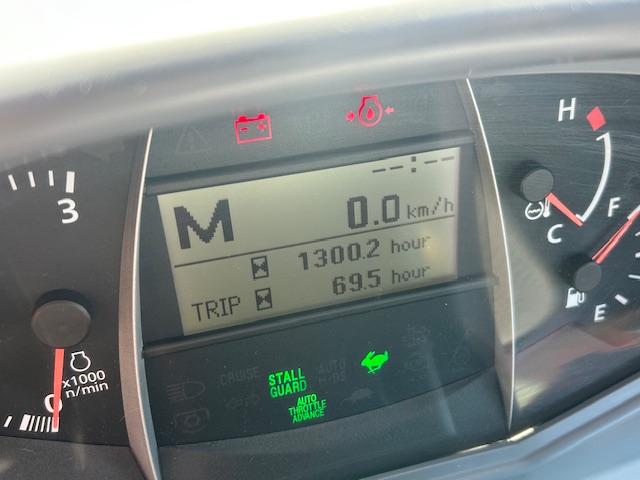 H
--:--
M 0.0 km/h
3
1300.2 hour
TRIP 69.5 hour
C
F
E
x1000
n/min
0
CRUISE
STALL
GUARD
AUTO
H-DS
AUTO
THROTTLE
ADVANCE